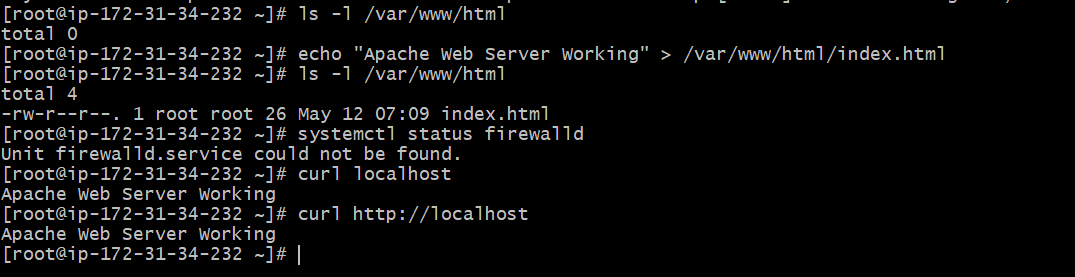 [root@ip-172-31-34-232 ~]# ls -l /var/www/html
total 0
[root@ip-172-31-34-232 ~]# echo "Apache Web Server Working" > /var/www/html/index.html
[root@ip-172-31-34-232 ~]# ls -l /var/www/html
total 4
-rw-r--r--. 1 root root 26 May 12 07:09 index.html
[root@ip-172-31-34-232 ~]# systemctl status firewalld
Unit firewalld.service could not be found.
[root@ip-172-31-34-232 ~]# curl localhost
Apache Web Server Working
[root@ip-172-31-34-232 ~]# curl http://localhost
Apache Web Server Working
[root@ip-172-31-34-232 ~]#